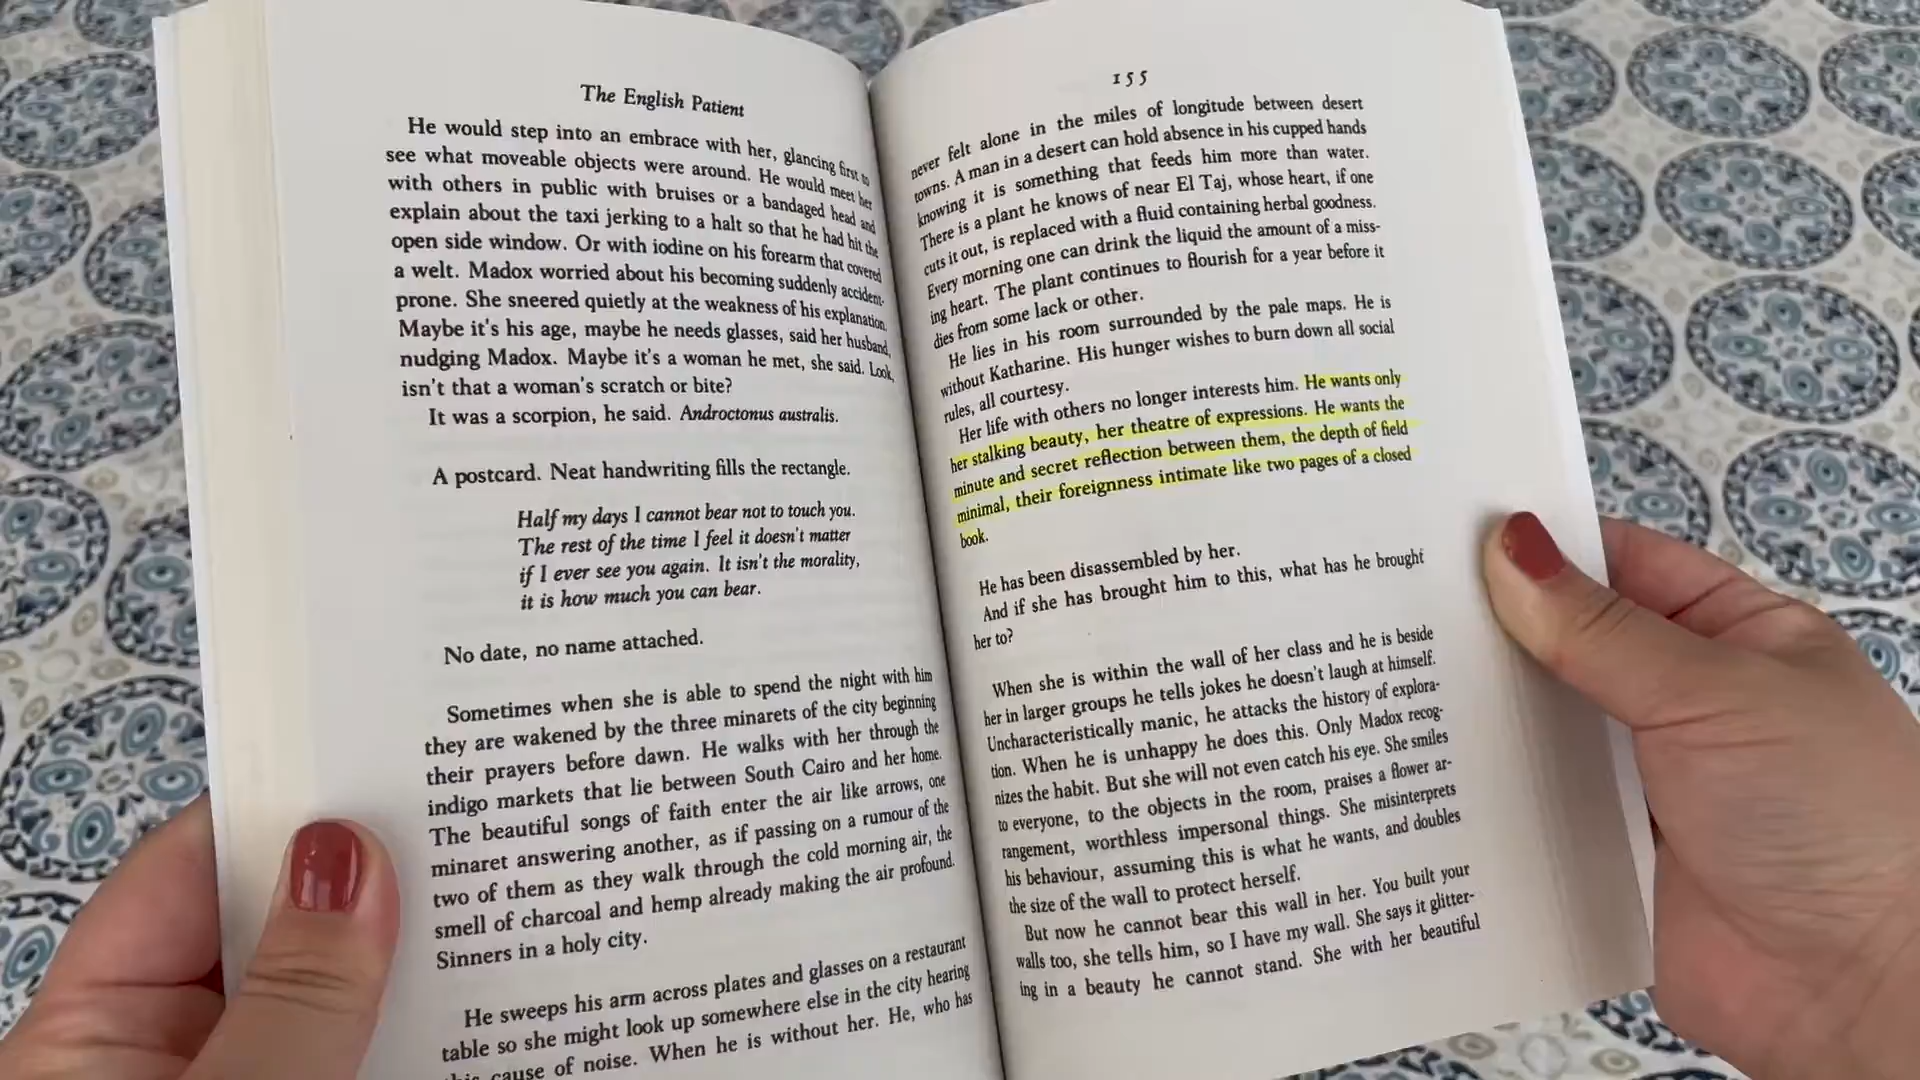 The English Patient
He would step into an embrace with her, glancing first to
see what moveable objects were around. He would meet her
with others in public with bruises or a bandaged head and
explain about the taxi jerking to a halt so that he had hit the
open side window. Or with iodine on his forearm that covered
a welt. Madox worried about his becoming suddenly accident-
prone. She sneered quietly at the weakness of his explanation.
Maybe it's his age, maybe he needs glasses, said her husband,
nudging Madox. Maybe it's a woman he met, she said. Look,
isn't that a woman's scratch or bite?
It was a scorpion, he said. Androctonus australis.
A postcard. Neat handwriting fills the rectangle.
Half my days I cannot bear not to touch you.
The rest of the time I feel it doesn't matter
if I ever see you again. It isn't the morality,
it is how much you can bear.
No date, no name attached.
Sometimes when she is able to spend the night with him
they are wakened by the three minarets of the city beginning
their prayers before dawn. He walks with her through the
indigo markets that lie between South Cairo and her home.
The beautiful songs of faith enter the air like arrows, one
minaret answering another, as if passing on a rumour of the
two of them as they walk through the cold morning air, the
smell of charcoal and hemp already making the air profound.
Sinners in a holy city.
He sweeps his arm across plates and glasses on a restaurant
table so she might look up somewhere else in the city hearing
cause of noise. When he is without her. He, who has
155
never felt alone in the miles of longitude between desert
towns. A man in a desert can hold absence in his cupped hands
knowing it is something that feeds him more than water.
There is a plant he knows of near El Taj, whose heart, if one
cuts it out, is replaced with a fluid containing herbal goodness.
Every morning one can drink the liquid the amount of a miss-
ing heart. The plant continues to flourish for a year before it
dies from some lack or other.
He lies in his room surrounded by the pale maps. He is
without Katharine. His hunger wishes to burn down all social
rules, all courtesy.
Her life with others no longer interests him. He wants only
her stalking beauty, her theatre of expressions. He wants the
minute and secret reflection between them, the depth of field
minimal, their foreignness intimate like two pages of a closed
book.
He has been disassembled by her.
And if she has brought him to this, what has he brought
her to?
When she is within the wall of her class and he is beside
her in larger groups he tells jokes he doesn't laugh at himself.
Uncharacteristically manic, he attacks the history of explora-
tion. When he is unhappy he does this. Only Madox recog-
nizes the habit. But she will not even catch his eye. She smiles
to everyone, to the objects in the room, praises a flower ar-
rangement, worthless impersonal things. She misinterprets
his behaviour, assuming this is what he wants, and doubles
the size of the wall to protect herself.
But now he cannot bear this wall in her. You built your
walls too, she tells him, so I have my wall. She says it glitter-
ing in a beauty he cannot stand. She with her beautiful